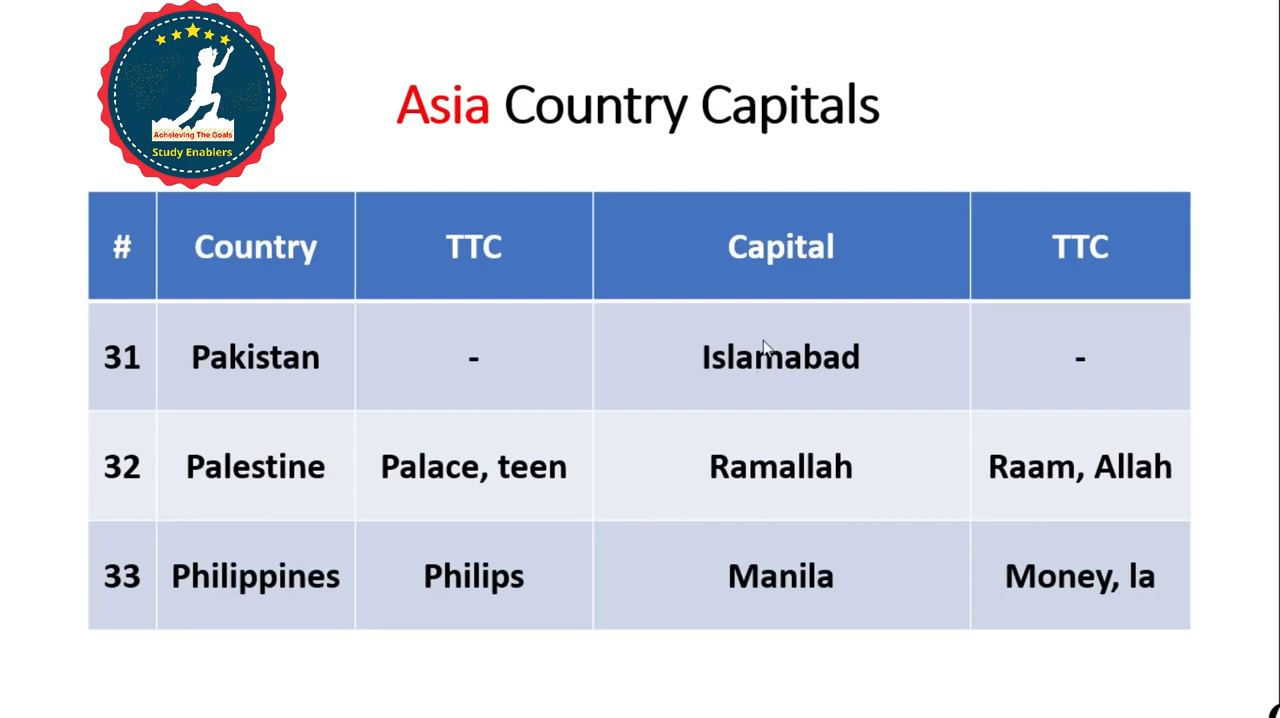 Acheleving The Goals
Study Enablers
Asia Country Capitals
# Country TTC Capital TTC
31 Pakistan - Islamabad -
32 Palestine Palace, teen Ramallah Raam, Allah
33 Philippines Philips Manila Money, la